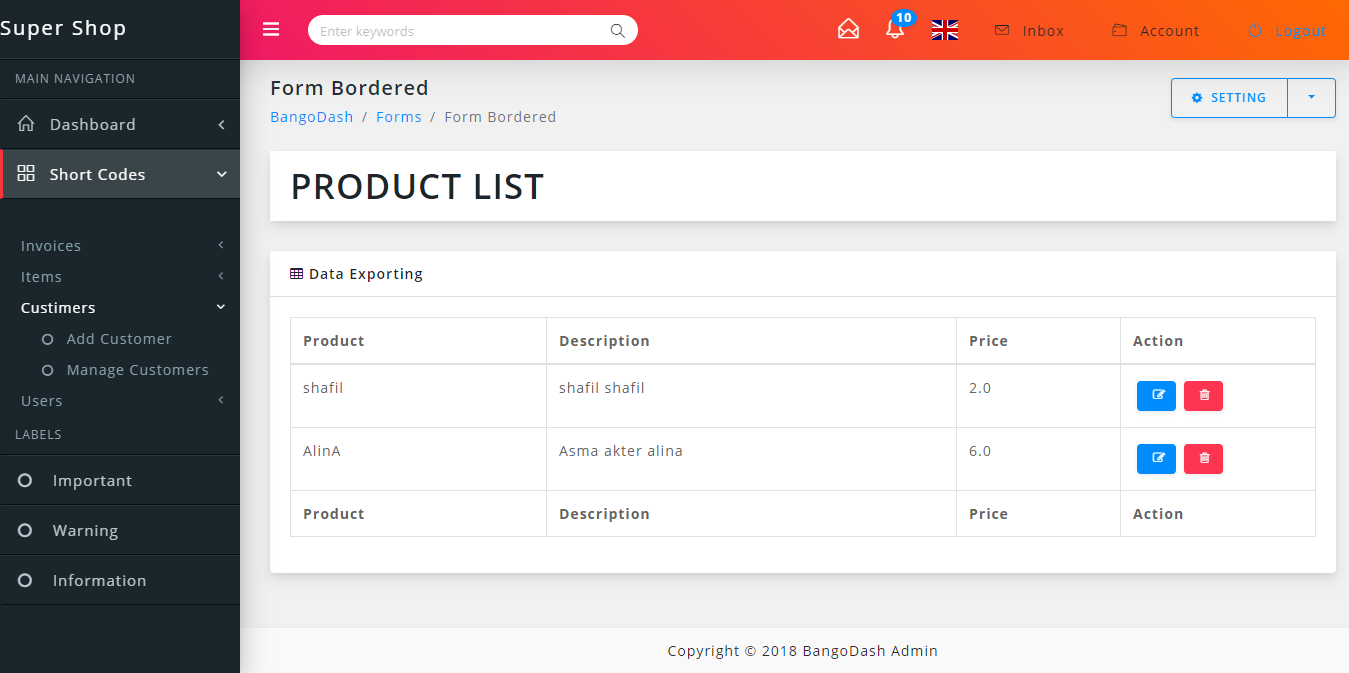 Super Shop
Enter keywords
10
Inbox
Account
Logout
MAIN NAVIGATION
Dashboard
Short Codes
Invoices
Items
Custimers
Add Customer
Manage Customers
Users
LABELS
Important
Warning
Information
Form Bordered
BangoDash / Forms / Form Bordered
SETTING
PRODUCT LIST
Data Exporting
Product Description Price Action
shafil shafil shafil 2.0
AlinA Asma akter alina 6.0
Product Description Price Action
Copyright © 2018 BangoDash Admin